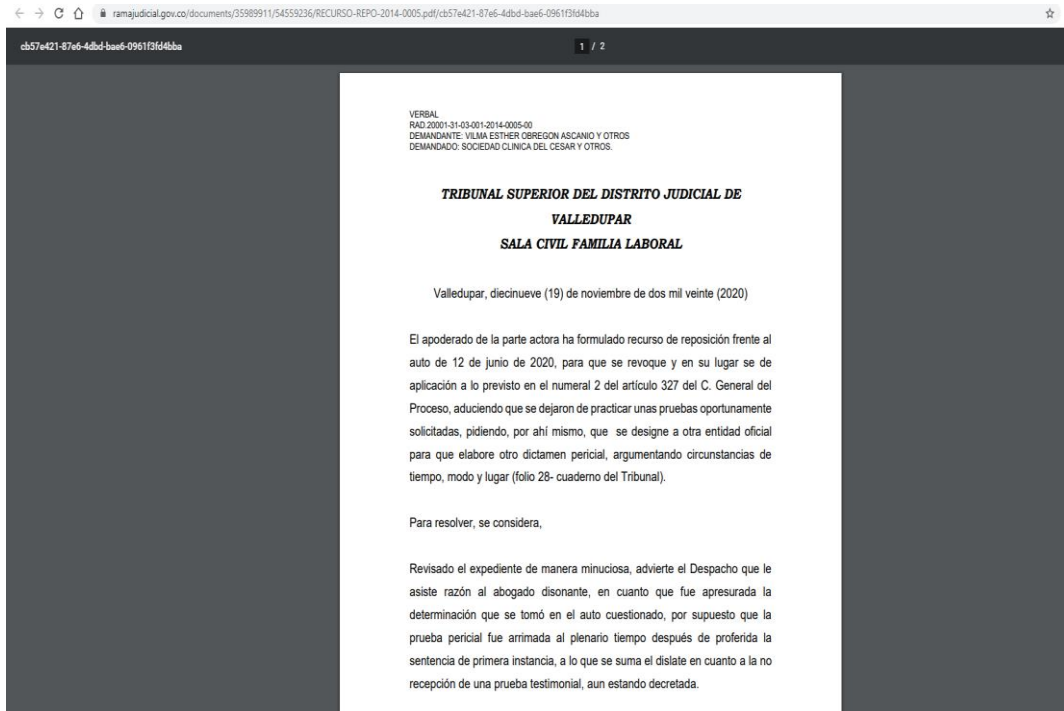 ramajudicial.gov.co/documents/35989911/54559236/RECURSO-REPO-2014-0005.pdf/cb57e421-87e6-4dbd-bae6-0961f3fd4bba
cb57e421-87e6-4dbd-bae6-0961f3fd4bba
1 / 2
VERBAL
RAD.20001-31-03-001-2014-0005-00
DEMANDANTE: VILMA ESTHER OBREGON ASCANIO Y OTROS
DEMANDADO: SOCIEDAD CLINICA DEL CESAR Y OTROS.
TRIBUNAL SUPERIOR DEL DISTRITO JUDICIAL DE
VALLEDUPAR
SALA CIVIL FAMILIA LABORAL
Valledupar, diecinueve (19) de noviembre de dos mil veinte (2020)
El apoderado de la parte actora ha formulado recurso de reposición frente al
auto de 12 de junio de 2020, para que se revoque y en su lugar se de
aplicación a lo previsto en el numeral 2 del artículo 327 del C. General del
Proceso, aduciendo que se dejaron de practicar unas pruebas oportunamente
solicitadas, pidiendo, por ahí mismo, que se designe a otra entidad oficial
para que elabore otro dictamen pericial, argumentando circunstancias de
tiempo, modo y lugar (folio 28- cuaderno del Tribunal).
Para resolver, se considera,
Revisado el expediente de manera minuciosa, advierte el Despacho que le
asiste razón al abogado disonante, en cuanto que fue apresurada la
determinación que se tomó en el auto cuestionado, por supuesto que la
prueba pericial fue arrimada al plenario tiempo después de proferida la
sentencia de primera instancia, a lo que se suma el dislate en cuanto a la no
recepción de una prueba testimonial, aun estando decretada.